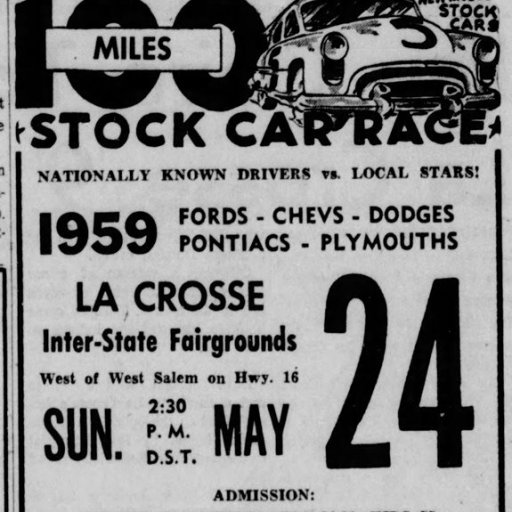 100
MILES
STOCK
CARS
STOCK CAR RACE
NATIONALLY KNOWN DRIVERS vs. LOCAL STARS!
1959
FORDS - CHEVS - DODGES
PONTIACS - PLYMOUTHS
LA CROSSE
Inter-State Fairgrounds
West of West Salem on Hwy. 16
SUN.
2:30
P. M.
D.S.T.
MAY
24
ADMISSION: